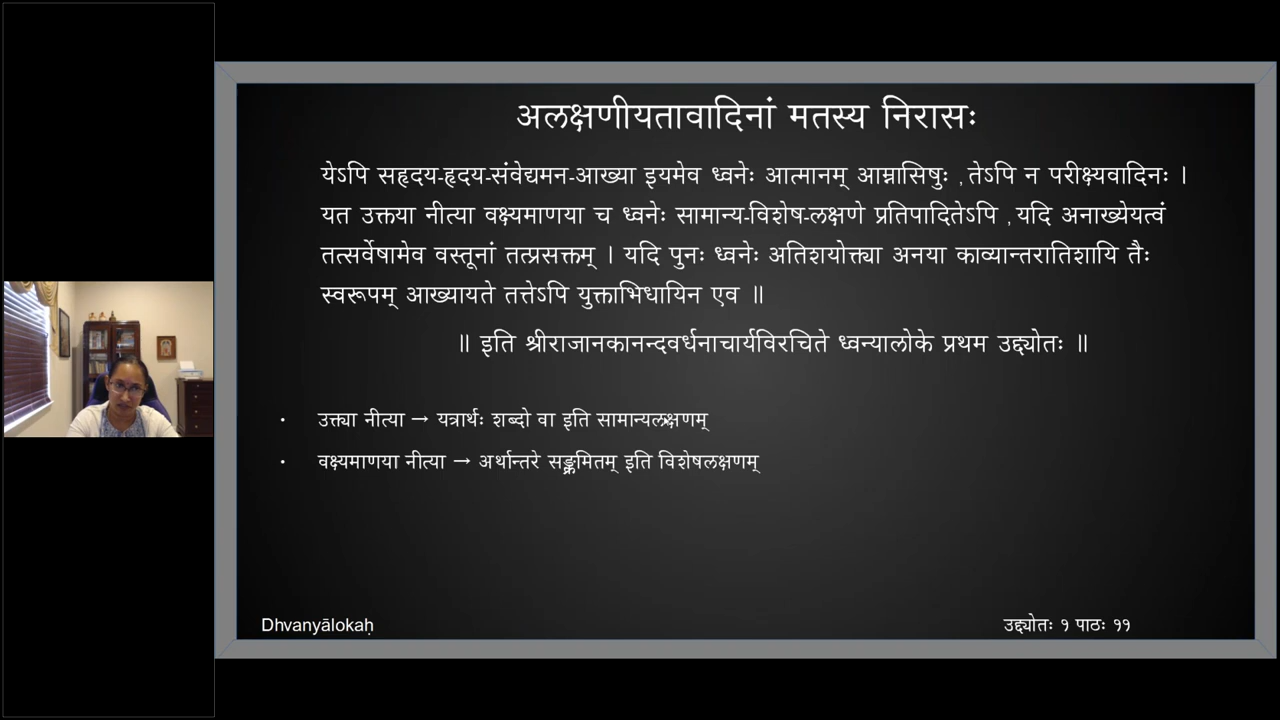 अलक्षणीयतावादिनां मतस्य निरासः
येऽपि सहृदय-हृदय-संवेद्यमन-आख्या इयमेव ध्वनेः आत्मानम् आम्नासिषुः , तेऽपि न परीक्ष्यवादिनः ।
यत उक्तया नीत्या वक्ष्यमाणया च ध्वनेः सामान्य-विशेष-लक्षणे प्रतिपादितेऽपि , यदि अनाख्येयत्वं
तत्सर्वेषामेव वस्तूनां तत्प्रसक्तम् । यदि पुनः ध्वनेः अतिशयोक्त्या अनया काव्यान्तरातिशायि तैः
स्वरूपम् आख्यायते तत्तेऽपि युक्ताभिधायिन एव ॥
॥ इति श्रीराजानकानन्दवर्धनाचार्यविरचिते ध्वन्यालोके प्रथम उद्द्योतः ॥
• उक्त्या नीत्या → यत्रार्थः शब्दो वा इति सामान्यलक्षणम्
• वक्ष्यमाणया नीत्या → अर्थान्तरे सङ्क्रमितम् इति विशेषलक्षणम्
Dhvanyālokaḥ
उद्द्योतः १ पाठः ११